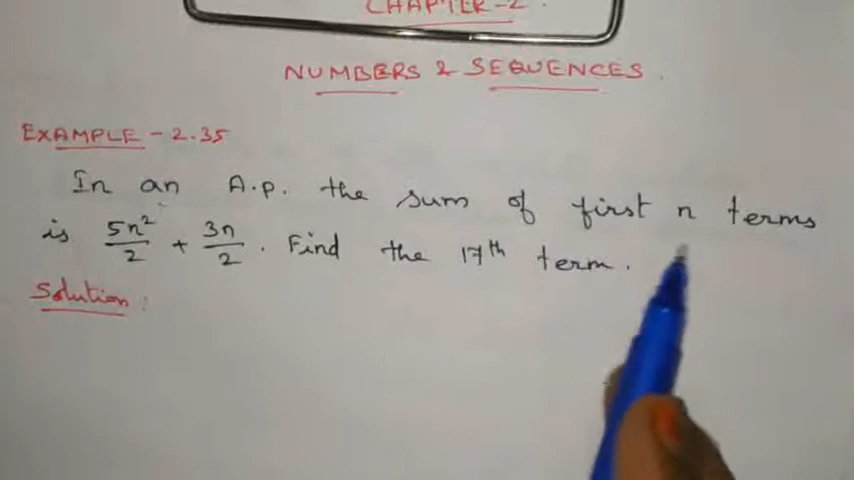 CHAPTER-2.
NUMBERS & SEQUENCES.
EXAMPLE-2.35
In an A.p. the sum of first n terms
is 5n²/2 + 3n/2. Find the 17th term.
Solution: